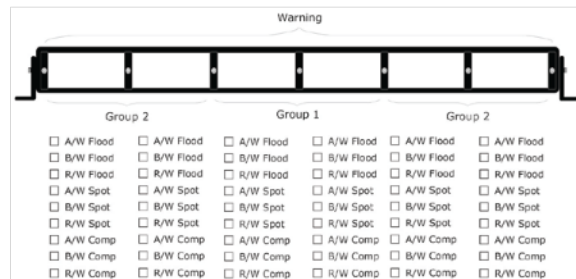 Warning
Group 2 Group 1 Group 2
A/W Flood A/W Flood A/W Flood A/W Flood A/W Flood A/W Flood
B/W Flood B/W Flood B/W Flood B/W Flood B/W Flood B/W Flood
R/W Flood R/W Flood R/W Flood R/W Flood R/W Flood R/W Flood
A/W Spot A/W Spot A/W Spot A/W Spot A/W Spot A/W Spot
B/W Spot B/W Spot B/W Spot B/W Spot B/W Spot B/W Spot
R/W Spot R/W Spot R/W Spot R/W Spot R/W Spot R/W Spot
A/W Comp A/W Comp A/W Comp A/W Comp A/W Comp A/W Comp
B/W Comp B/W Comp B/W Comp B/W Comp B/W Comp B/W Comp
R/W Comp R/W Comp R/W Comp R/W Comp R/W Comp R/W Comp